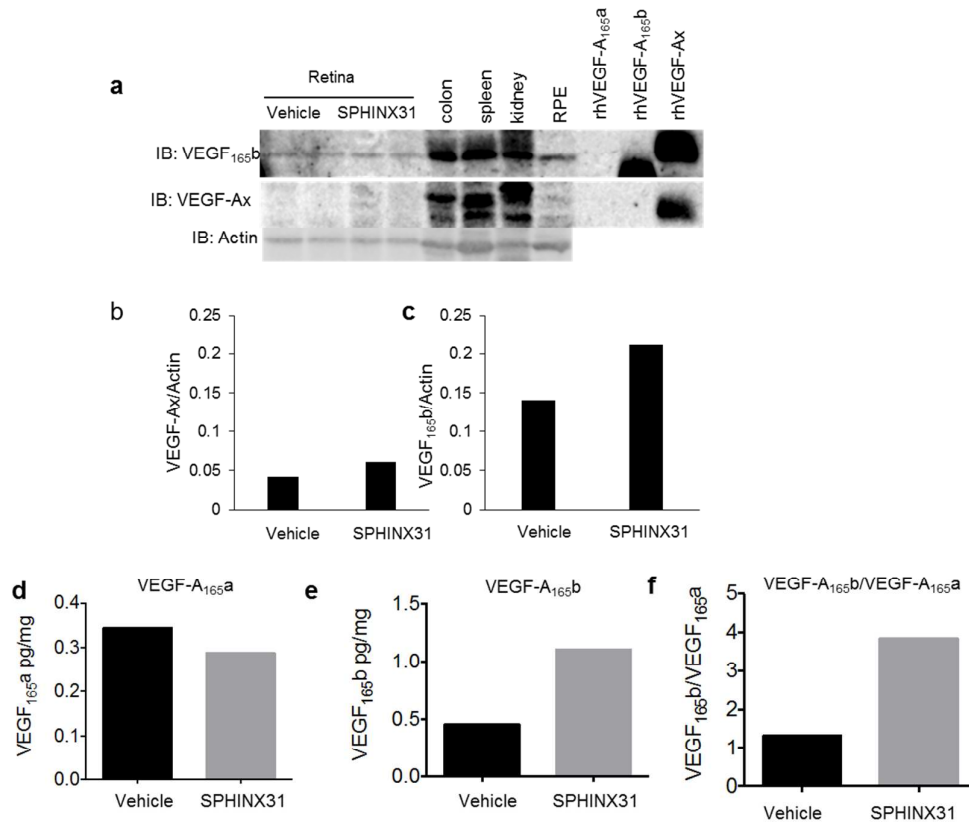 a
Retina
Vehicle SPHINX31
colon
spleen
kidney
RPE
rhVEGF-A165a
rhVEGF-A165b
rhVEGF-Ax
IB: VEGF165b
IB: VEGF-Ax
IB: Actin
b
VEGF-Ax/Actin
0.25
0.2
0.15
0.1
0.05
0
Vehicle SPHINX31
c
VEGF165b/Actin
0.25
0.2
0.15
0.1
0.05
0
Vehicle SPHINX31
d
VEGF-A165a
VEGF165a pg/mg
0.4
0.3
0.1
0.1
0.0
Vehicle SPHINX31
e
VEGF-A165b
VEGF165b pg/mg
1.5
1.0
0.5
0.0
Vehicle SPHINX31
f
VEGF-A165b/VEGF-A165a
VEGF165b/VEGF165a
5
4
3
2
1
0
Vehicle SPHINX31